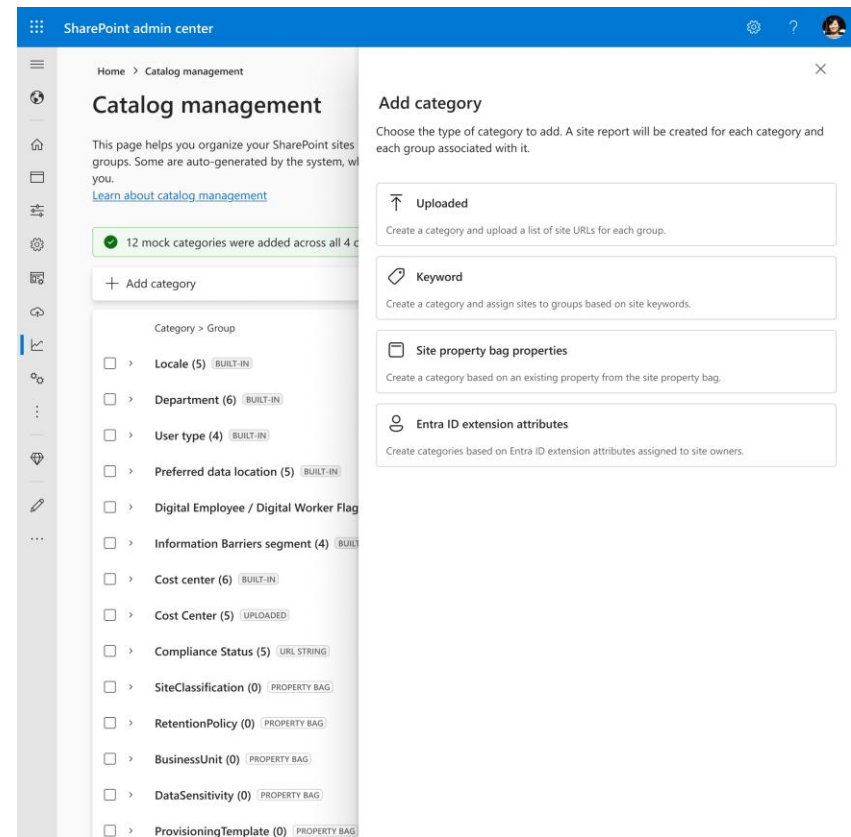 SharePoint admin center
?
Home > Catalog management
Catalog management
This page helps you organize your SharePoint sites
groups. Some are auto-generated by the system,
you.
Learn about catalog management
12 mock categories were added across all 4
+ Add category
Category > Group
Locale (5) BUILT-IN
Department (6) BUILT-IN
User type (4) BUILT-IN
Preferred data location (5) BUILT-IN
Digital Employee / Digital Worker Flag
Information Barriers segment (4)
Cost center (6) BUILT-IN
Cost Center (5) UPLOADED
Compliance Status (5) URL STRING
SiteClassification (0) PROPERTY BAG
RetentionPolicy (0) PROPERTY BAG
BusinessUnit (0) PROPERTY BAG
DataSensitivity (0) PROPERTY BAG
ProvisioningTemplate (0) PROPERTY BAG
Add category
Choose the type of category to add. A site report will be created for each category and
each group associated with it.
Uploaded
Create a category and upload a list of site URLs for each group.
Keyword
Create a category and assign sites to groups based on site keywords.
Site property bag properties
Create a category based on an existing property from the site property bag.
Entra ID extension attributes
Create categories based on Entra ID extension attributes assigned to site owners.